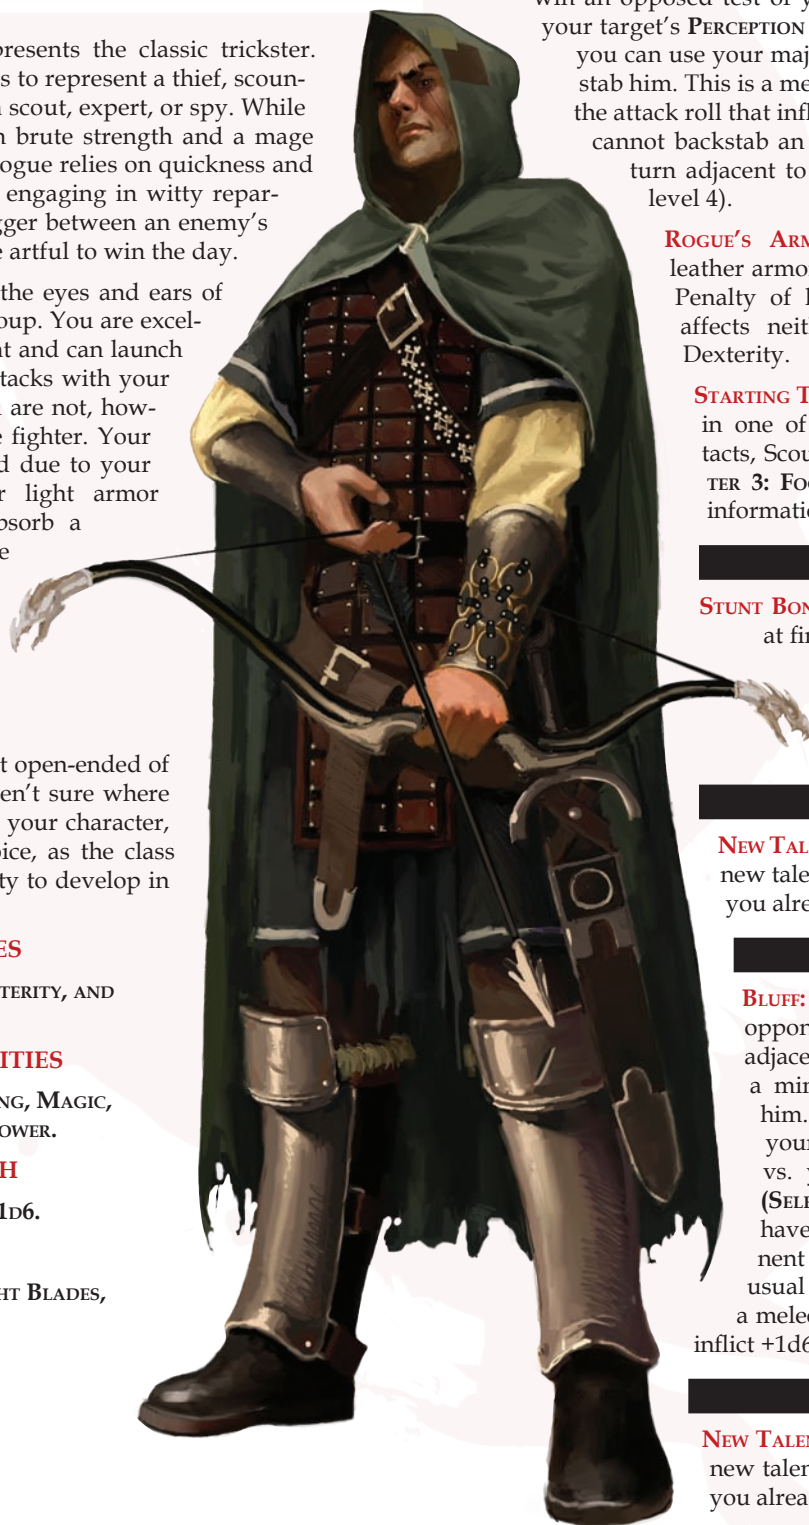 presents the classic trickster.
s to represent a thief, scoun-
scout, expert, or spy. While
brute strength and a mage
ogue relies on quickness and
engaging in witty repar-
gger between an enemy's
e artful to win the day.
the eyes and ears of
oup. You are excel-
t and can launch
tacks with your
are not, how-
e fighter. Your
d due to your
r light armor
bsorb a
e
t open-ended of
en't sure where
your character,
ice, as the class
ty to develop in
ES
TERITY, AND
ITIES
NG, MAGIC,
OWER.
H
1D6.
HT BLADES,
win an opposed test of y
your target's PERCEPTION
you can use your maj
stab him. This is a me
the attack roll that infl
cannot backstab an
turn adjacent to
level 4).
ROGUE'S ARM
leather armo
Penalty of
affects neit
Dexterity.
STARTING T
in one of
tacts, Scou
TER 3: FO
informatio
STUNT BON
at fir
NEW TAL
new tale
you alre
BLUFF:
oppon
adjace
a mi
him.
your
vs. y
(SELF
have
nent
usual
a melee
inflict +1d6
NEW TALEN
new talen
you alrea